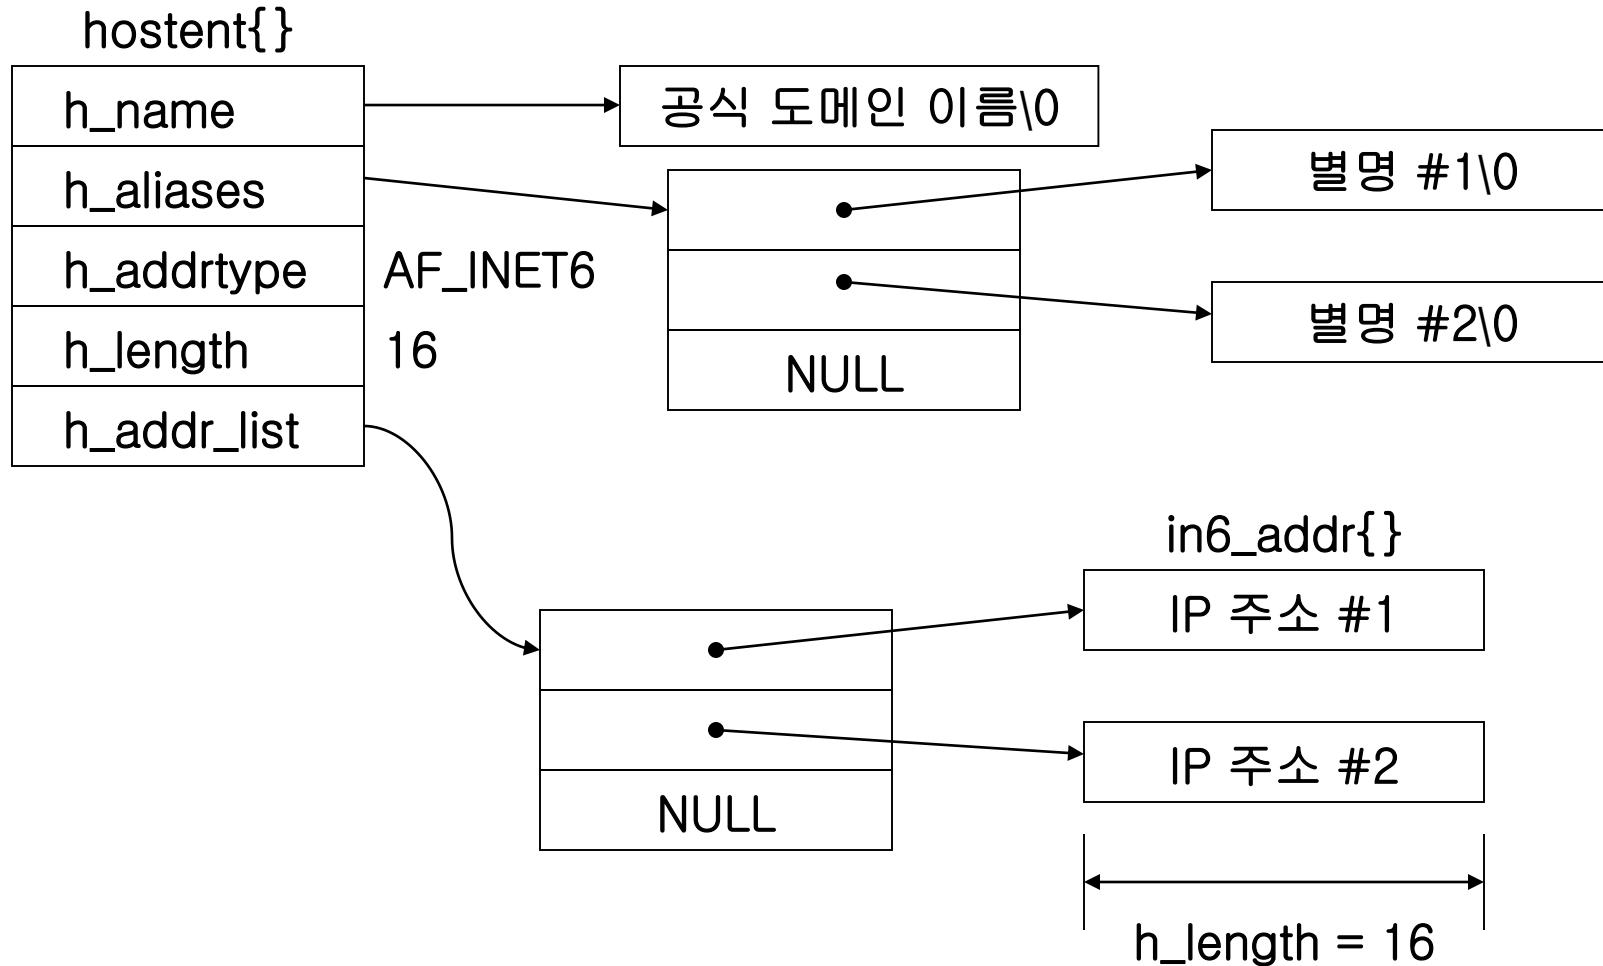 hostent{}
h_name
공식 도메인 이름\0
h_aliases
별명 #1\0
h_addrtype
AF_INET6
별명 #2\0
h_length
16
NULL
h_addr_list
in6_addr{}
IP 주소 #1
IP 주소 #2
NULL
h_length = 16